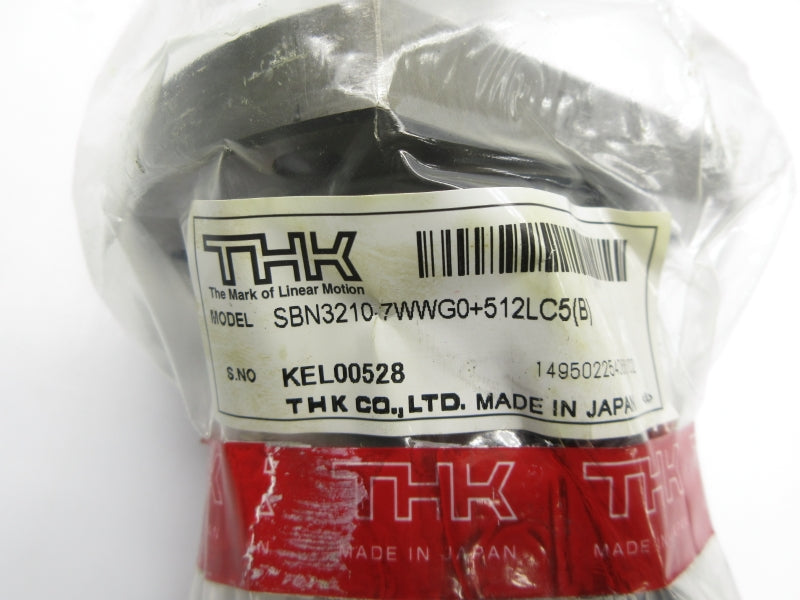 THK
The Mark of Linear Motion
MODEL SBN3210-7WWG0+512LC5(B)
S.NO KEL00528
THK CO.,LTD. MADE IN JAPAN
THK THK
MADE IN JAPAN MADE IN